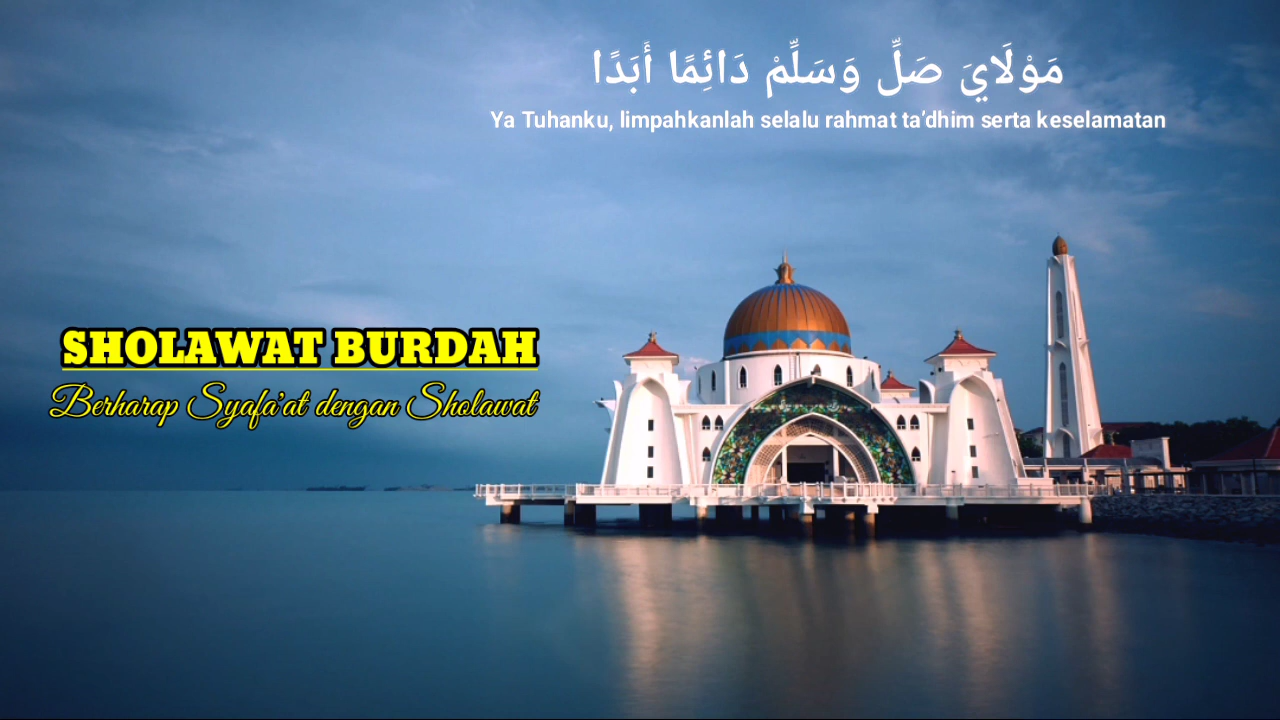 مَوْلَايَ صَلِّ وَسَلِّمْ دَائِمًا أَبَدًا
Ya Tuhanku, limpahkanlah selalu rahmat ta’dhim serta keselamatan
SHOLAWAT BURDAH
Berharap Syafa’at dengan Sholawat